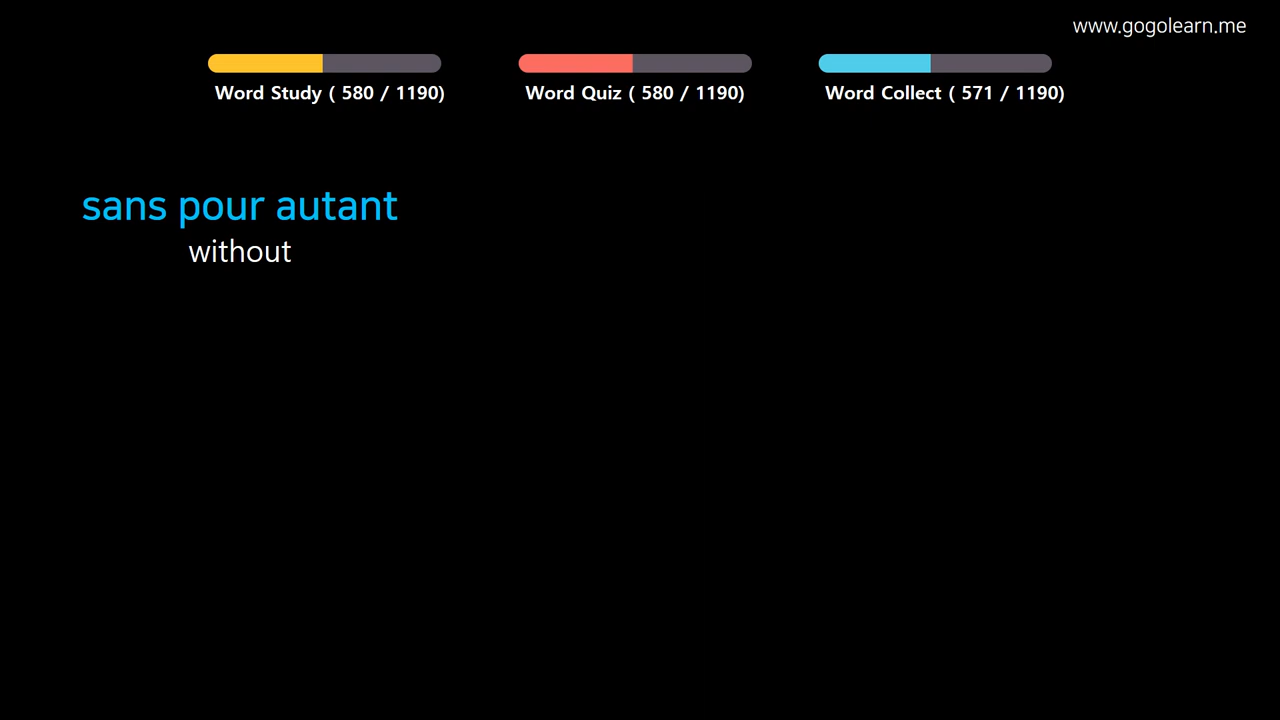 www.gogolearn.me
Word Study ( 580 / 1190)
Word Quiz ( 580 / 1190)
Word Collect ( 571 / 1190)
sans pour autant
without